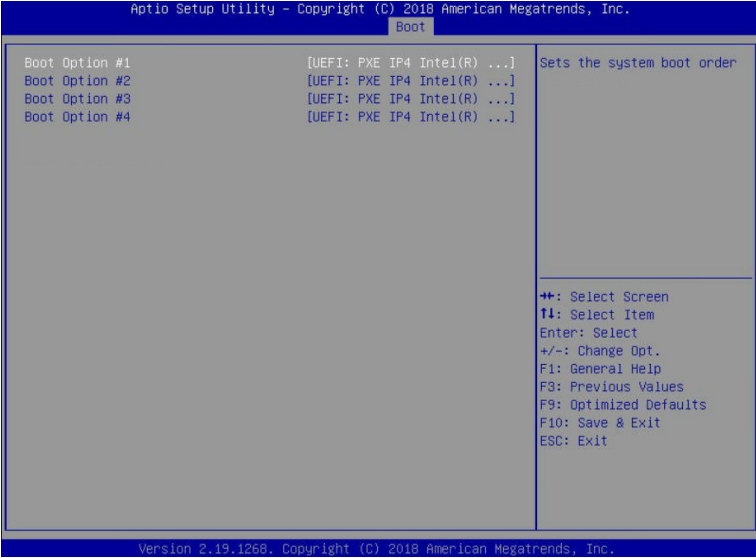 Aptio Setup Utility – Copyright (C) 2018 American Megatrends, Inc.
Boot
Boot Option #1 [UEFI: PXE IP4 Intel(R) ...]
Boot Option #2 [UEFI: PXE IP4 Intel(R) ...]
Boot Option #3 [UEFI: PXE IP4 Intel(R) ...]
Boot Option #4 [UEFI: PXE IP4 Intel(R) ...]
Sets the system boot order
→←: Select Screen
↑↓: Select Item
Enter: Select
+/-: Change Opt.
F1: General Help
F3: Previous Values
F9: Optimized Defaults
F10: Save & Exit
ESC: Exit
Version 2.19.1268. Copyright (C) 2018 American Megatrends, Inc.